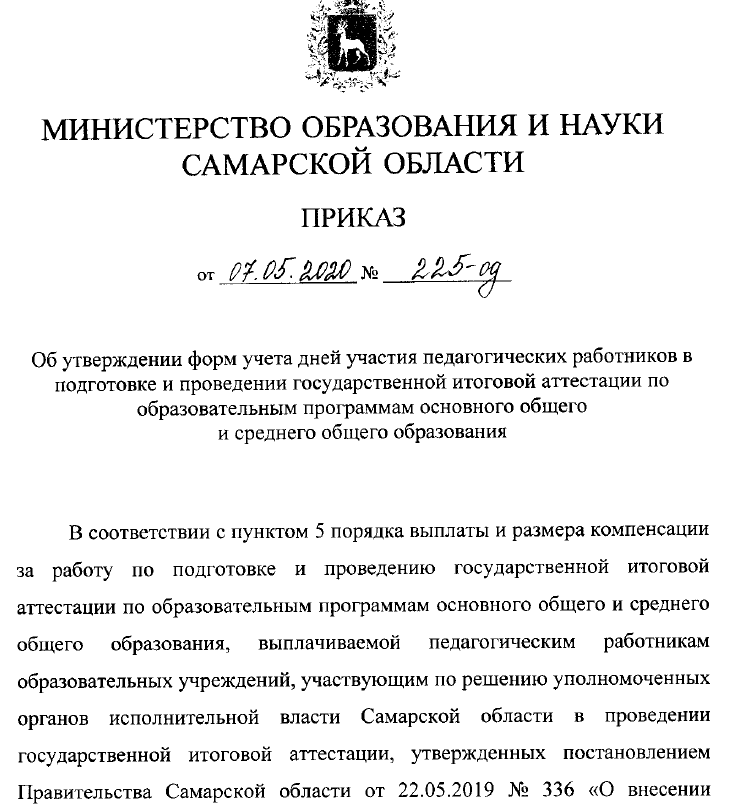 МИНИСТЕРСТВО ОБРАЗОВАНИЯ И НАУКИ
САМАРСКОЙ ОБЛАСТИ
ПРИКАЗ
от 07.05.2020 № 225-од
Об утверждении форм учета дней участия педагогических работников в
подготовке и проведении государственной итоговой аттестации по
образовательным программам основного общего
и среднего общего образования
В соответствии с пунктом 5 порядка выплаты и размера компенсации
за работу по подготовке и проведению государственной итоговой
аттестации по образовательным программам основного общего и среднего
общего образования, выплачиваемой педагогическим работникам
образовательных учреждений, участвующим по решению уполномоченных
органов исполнительной власти Самарской области в проведении
государственной итоговой аттестации, утвержденных постановлением
Правительства Самарской области от 22.05.2019 № 336 «О внесении